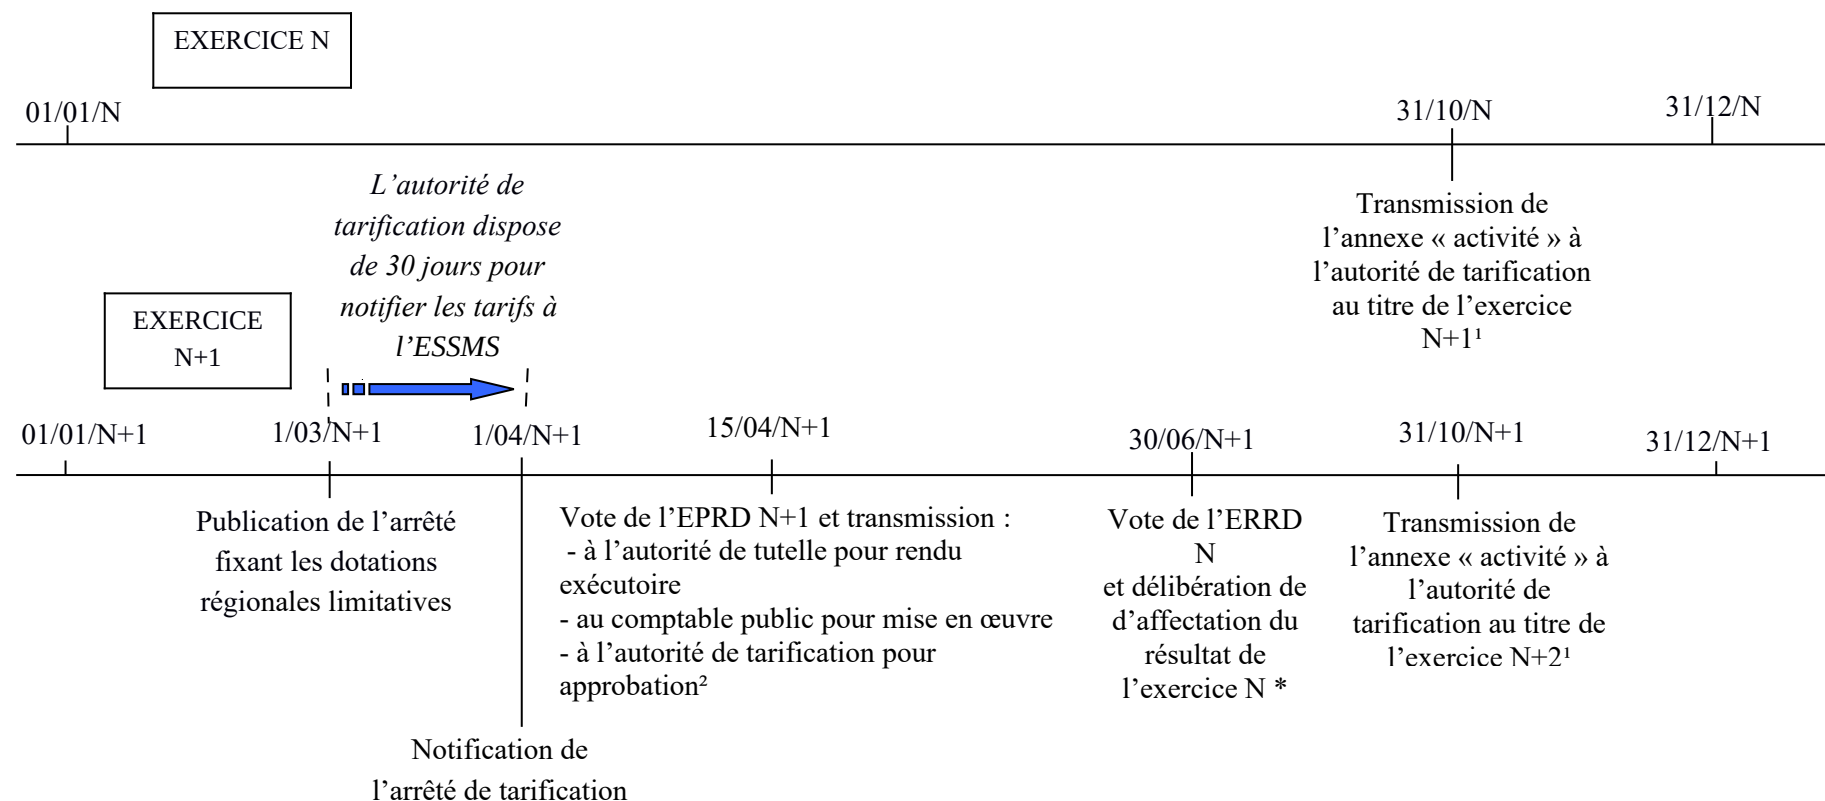 EXERCICE N
01/01/N
31/10/N
31/12/N
L’autorité de
tarification dispose
de 30 jours pour
notifier les tarifs à
l’ESSMS
Transmission de
l’annexe « activité » à
l’autorité de tarification
au titre de l’exercice
N+1¹
EXERCICE
N+1
01/01/N+1
1/03/N+1
1/04/N+1
15/04/N+1
30/06/N+1
31/10/N+1
31/12/N+1
Publication de l’arrêté
fixant les dotations
régionales limitatives
Notification de
l’arrêté de tarification
Vote de l’EPRD N+1 et transmission :
- à l’autorité de tutelle pour rendu
exécutoire
- au comptable public pour mise en œuvre
- à l’autorité de tarification pour
approbation²
Vote de l’ERRD
N
et délibération de
d’affectation du
résultat de
l’exercice N *
Transmission de
l’annexe « activité » à
l’autorité de
tarification au titre de
l’exercice N+2¹